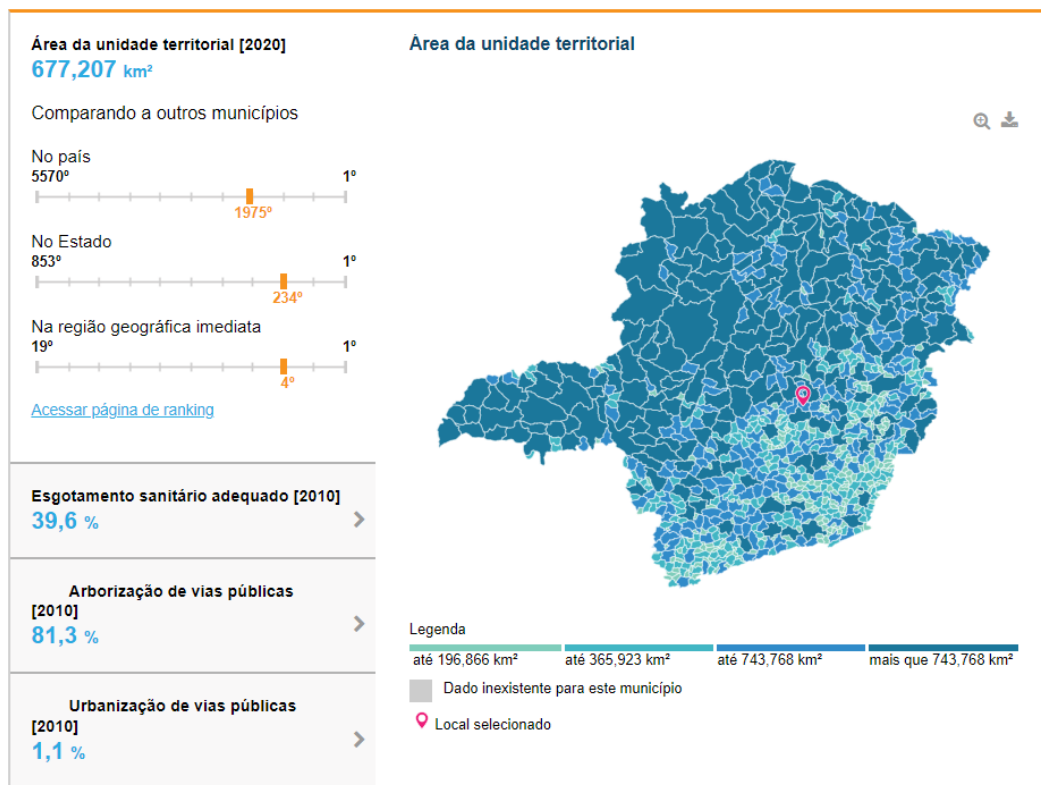 Área da unidade territorial [2020]
677,207 km²
Comparando a outros municípios
No país
5570º 1º
1975º
No Estado
853º 1º
234º
Na região geográfica imediata
19º 1º
4º
Acessar página de ranking
Esgotamento sanitário adequado [2010]
39,6 %
Arborização de vias públicas
[2010]
81,3 %
Urbanização de vias públicas
[2010]
1,1 %
Área da unidade territorial
Legenda
até 196,866 km² até 365,923 km² até 743,768 km² mais que 743,768 km²
Dado inexistente para este município
Local selecionado